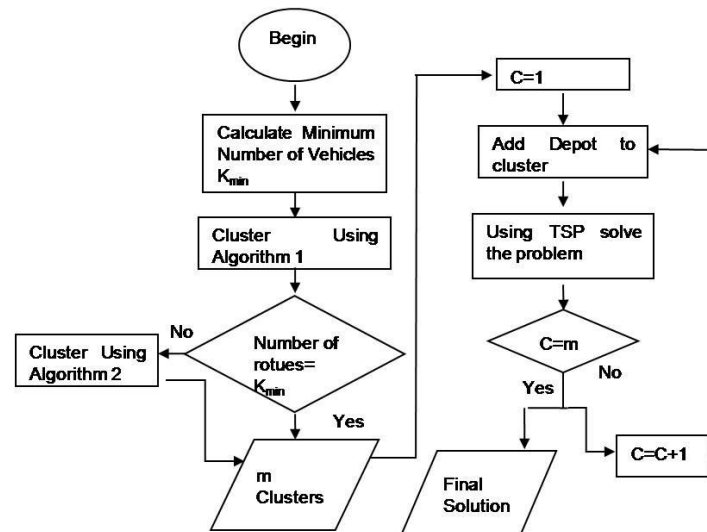 Begin
Calculate Minimum
Number of Vehicles
Kmin
Cluster Using
Algorithm 1
No
Number of
rotues=
Kmin
Cluster Using
Algorithm 2
Yes
m
Clusters
C=1
Add Depot to
cluster
Using TSP solve
the problem
C=m
Yes
No
C=C+1
Final
Solution